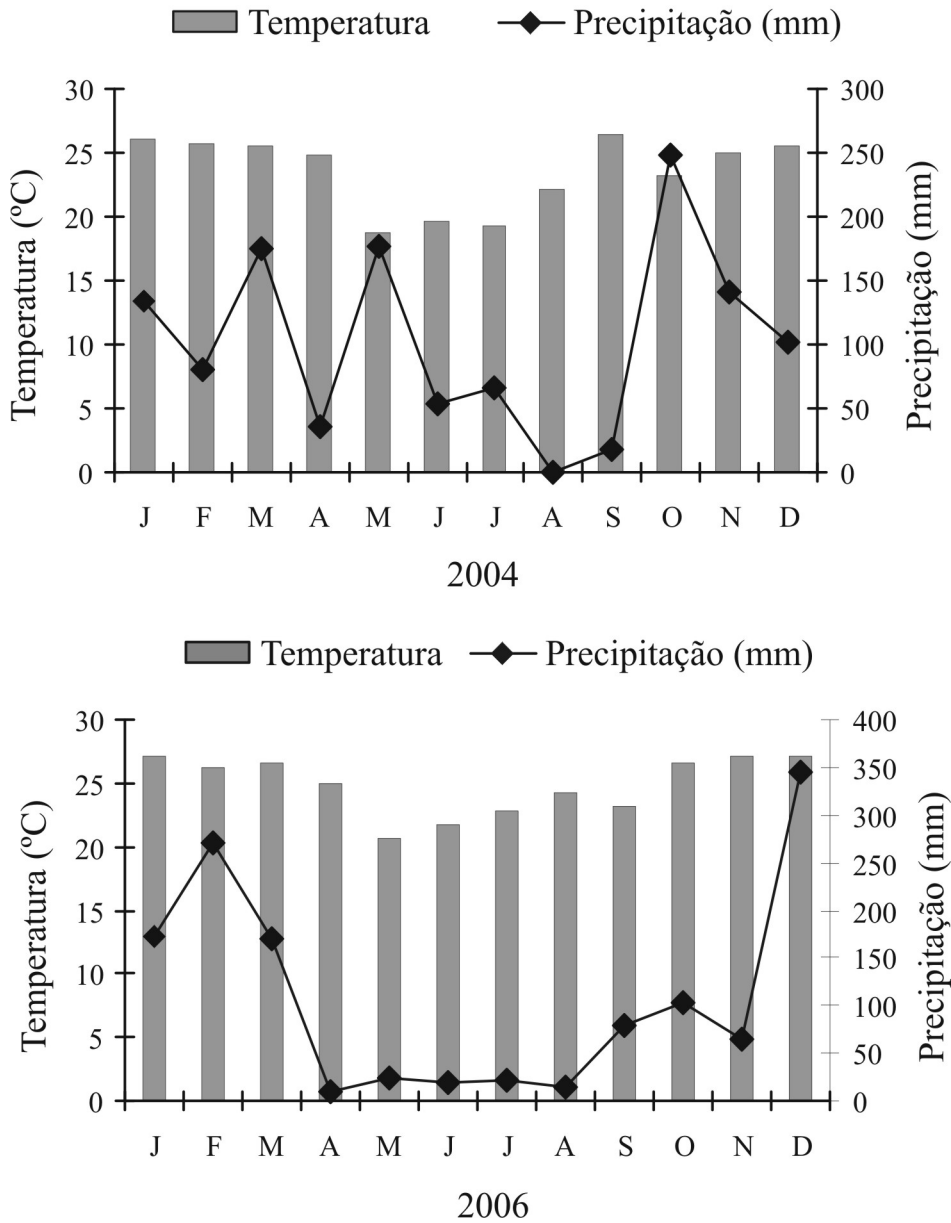 Temperatura Precipitação (mm)
30 300
25 250
20 200
15 150
10 100
5 50
0 0
Temperatura (ºC)
Precipitação (mm)
J F M A M J J A S O N D
2004
Temperatura Precipitação (mm)
30 400
350
25 300
20 250
15 200
150
10 100
5 50
0 0
Temperatura (ºC)
Precipitação (mm)
J F M A M J J A S O N D
2006